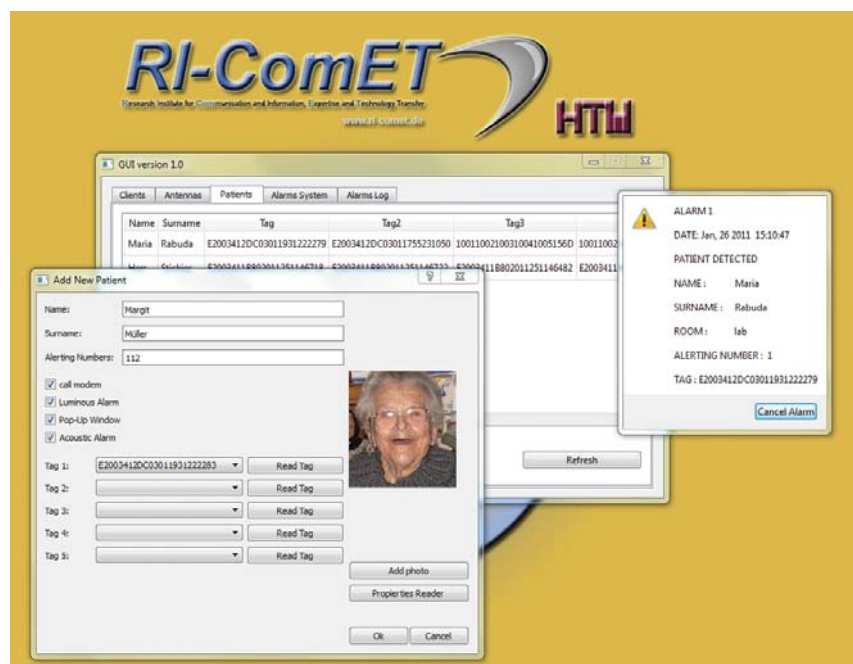 RI-ComET
Research Institute for Communication and Information, Expertise and Technology Transfer
www.ri-comet.de
HTW
GUI version 1.0
Clients Antennas Patients Alarms System Alarms Log
Name Surname Tag Tag2 Tag3
Maria Rabuda E2003412DC03011931222279 E2003412DC03011755231050 10011002100310041005156D 10011002
Refresh
ALARM 1
DATE: Jan, 26 2011 15:10:47
PATIENT DETECTED
NAME : Maria
SURNAME : Rabuda
ROOM : lab
ALERTING NUMBER : 1
TAG : E2003412DC03011931222279
Cancel Alarm
Add New Patient
Name: Margit
Surname: Müller
Alerting Numbers: 112
call modem
Luminous Alarm
Pop-Up Window
Acoustic Alarm
Tag 1: E2003412DC03011931222283 Read Tag
Tag 2: Read Tag
Tag 3: Read Tag
Tag 4: Read Tag
Tag 5: Read Tag
Add photo
Propierties Reader
Ok Cancel